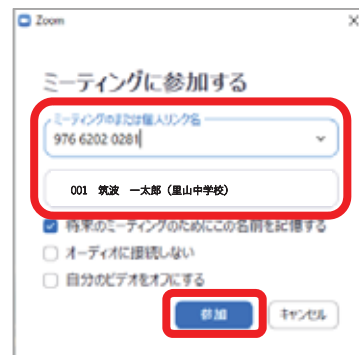 Zoom
ミーティングに参加する
ミーティングIDまたは個人リンク名
976 6202 0281
001 筑波 一太郎（里山中学校）
将来のミーティングのためにこの名前を記憶する
オーディオに接続しない
自分のビデオをオフにする
参加
キャンセル